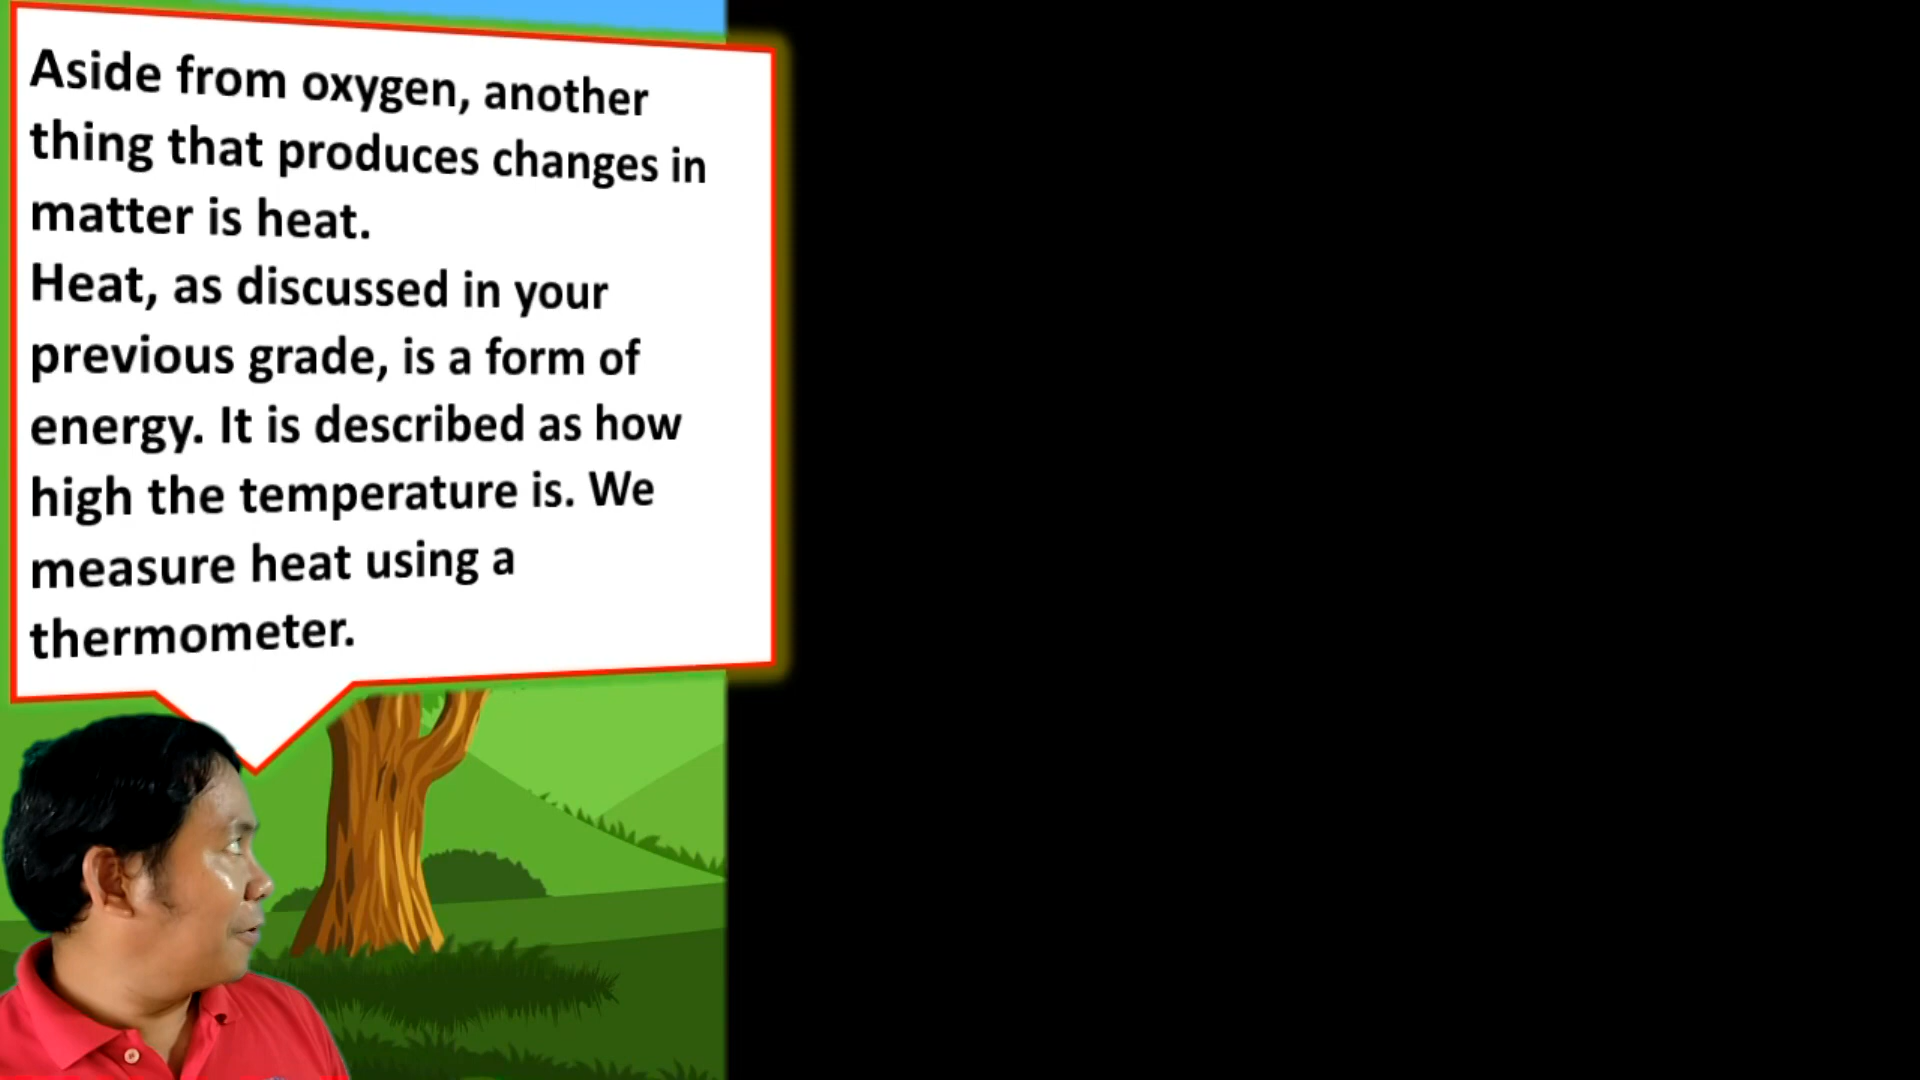 Aside from oxygen, another
thing that produces changes in
matter is heat.
Heat, as discussed in your
previous grade, is a form of
energy. It is described as how
high the temperature is. We
measure heat using a
thermometer.